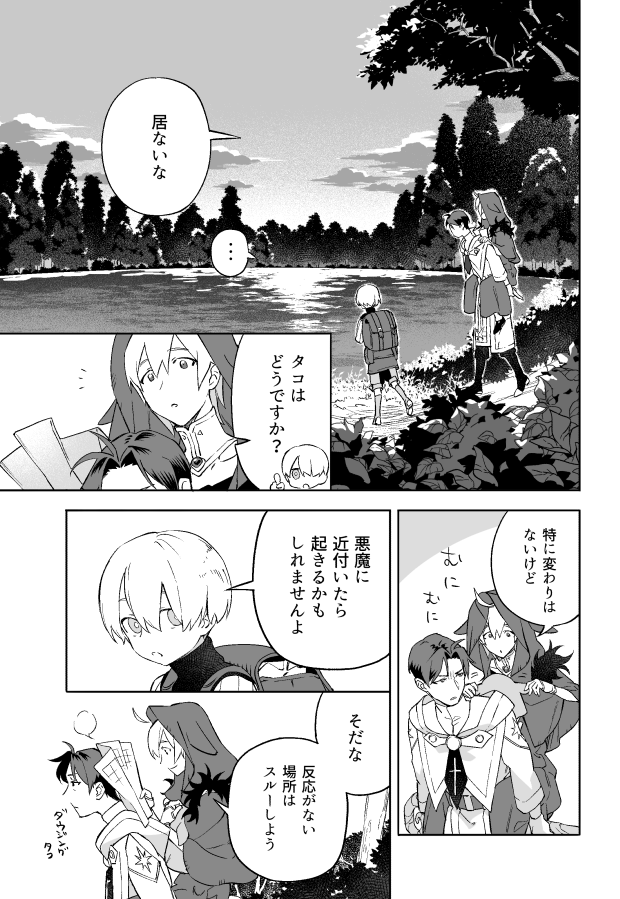 居ないな
…
タコは
どうですか？
特に変わりは
ないけど
むに
むに
悪魔に
近付いたら
起きるかも
しれませんよ
そだな
反応がない
場所は
スルーしよう
ダウジング
タコ